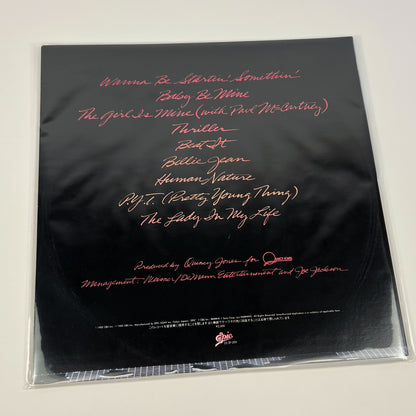 Wanna Be Startin' Somethin'
Baby Be Mine
The Girl Is Mine (with Paul McCartney)
Thriller
Beat It
Billie Jean
Human Nature
P.Y.T. (Pretty Young Thing)
The Lady In My Life
Produced by Quincy Jones for
Management: Weisner/DeMann Entertainment and Joe Jackson
Epic